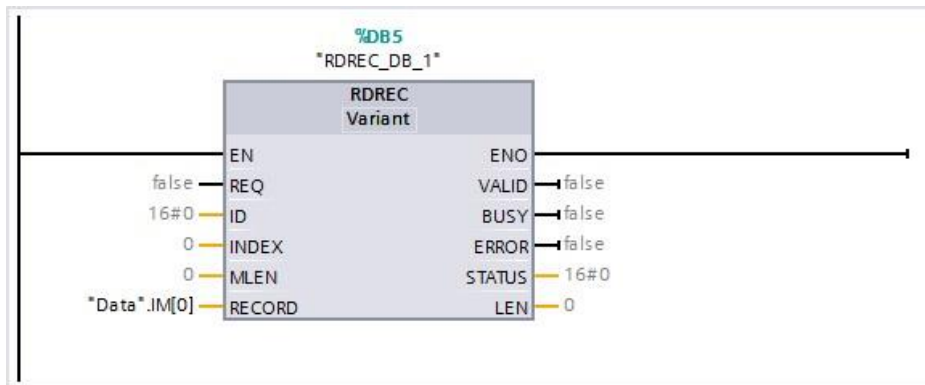 %DB5
"RDREC_DB_1"
RDREC
Variant
EN ENO
false REQ VALID false
16#0 ID BUSY false
0 INDEX ERROR false
0 MLEN STATUS 16#0
"Data".IM[0] RECORD LEN 0